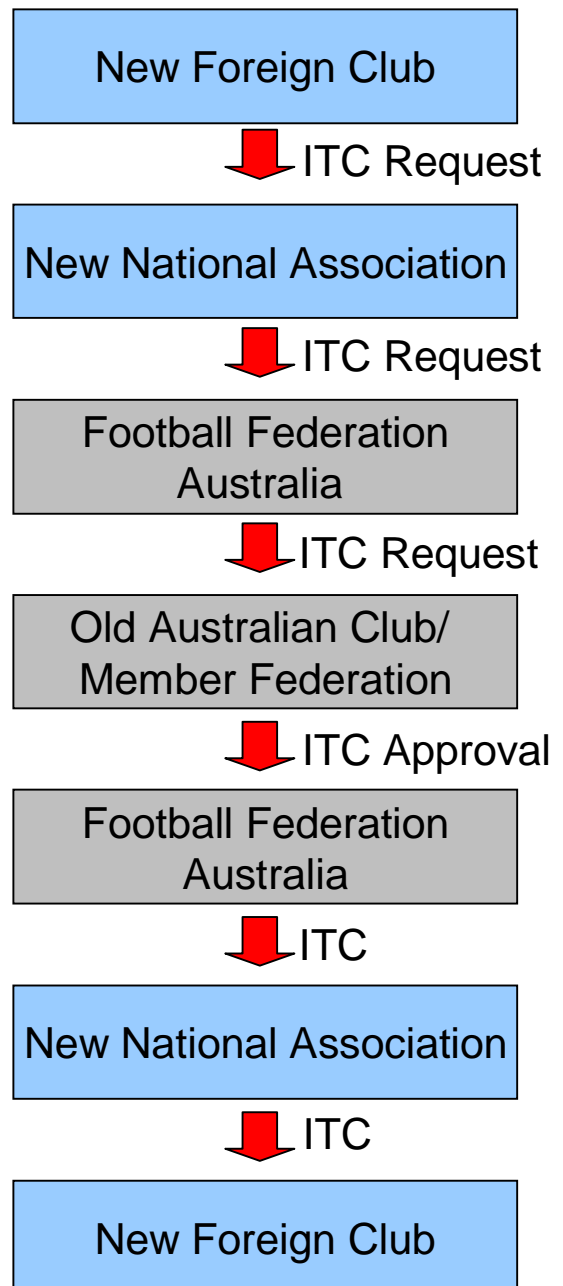 New Foreign Club
ITC Request
New National Association
ITC Request
Football Federation
Australia
ITC Request
Old Australian Club/
Member Federation
ITC Approval
Football Federation
Australia
ITC
New National Association
ITC
New Foreign Club